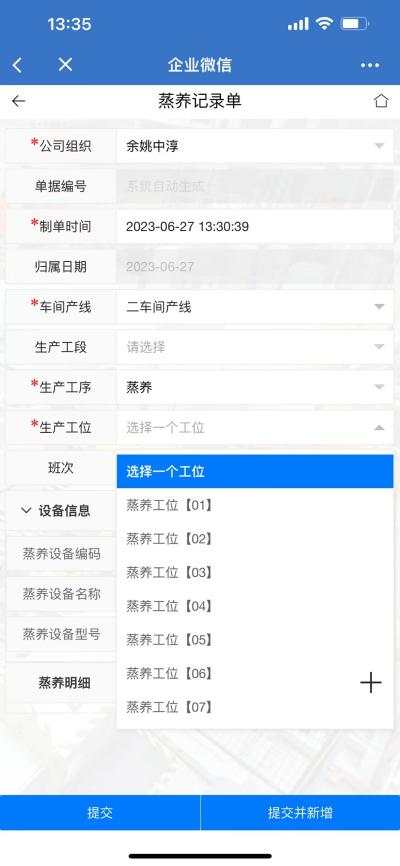 13:35
企业微信
蒸养记录单
*公司组织 余姚中淳
单据编号 系统自动生成
*制单时间 2023-06-27 13:30:39
归属日期 2023-06-27
*车间产线 二车间产线
生产工段 请选择
*生产工序 蒸养
*生产工位 选择一个工位
班次
选择一个工位
蒸养工位【01】
蒸养工位【02】
蒸养工位【03】
蒸养工位【04】
蒸养工位【05】
蒸养工位【06】
蒸养工位【07】
设备信息
蒸养设备编码
蒸养设备名称
蒸养设备型号
蒸养明细
提交 提交并新增